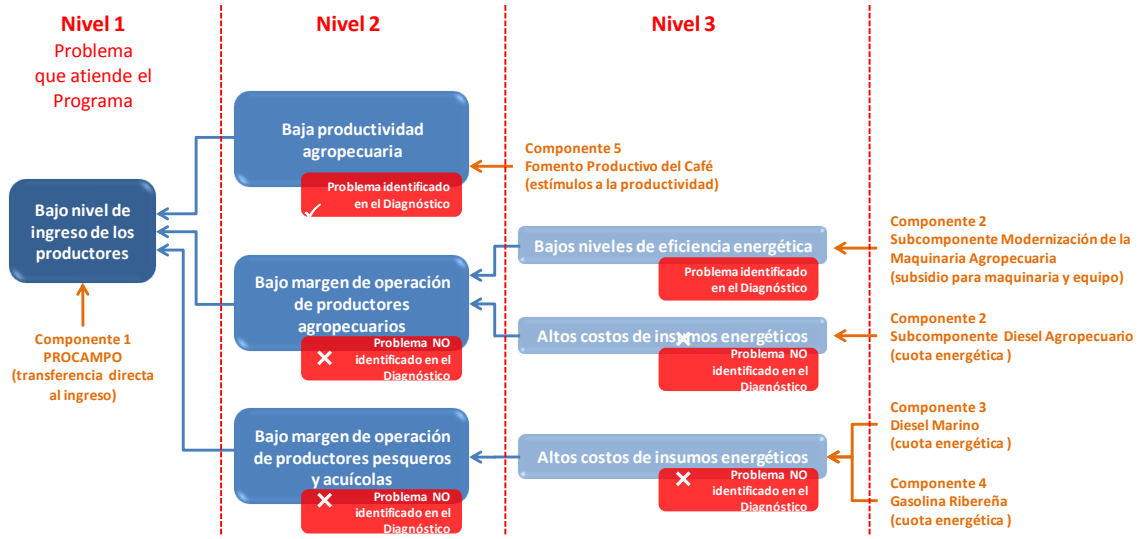 Nivel 1
Problema
que atiende el
Programa
Nivel 2
Nivel 3
Bajo nivel de
ingreso de los
productores
Componente 1
PROCAMPO
(transferencia directa
al ingreso)
Baja productividad
agropecuaria
Problema identificado
en el Diagnóstico
Componente 5
Fomento Productivo del Café
(estímulos a la productividad)
Bajo margen de operación
de productores
agropecuarios
Problema NO
identificado en el
Diagnóstico
Bajos niveles de eficiencia energética
Problema identificado
en el Diagnóstico
Componente 2
Subcomponente Modernización de la
Maquinaria Agropecuaria
(subsidio para maquinaria y equipo)
Altos costos de insumos energéticos
Problema NO
identificado en el
Diagnóstico
Componente 2
Subcomponente Diesel Agropecuario
(cuota energética )
Bajo margen de operación
de productores pesqueros
y acuícolas
Problema NO
identificado en el
Diagnóstico
Altos costos de insumos energéticos
Problema NO
identificado en el
Diagnóstico
Componente 3
Diesel Marino
(cuota energética )
Componente 4
Gasolina Ribereña
(cuota energética )